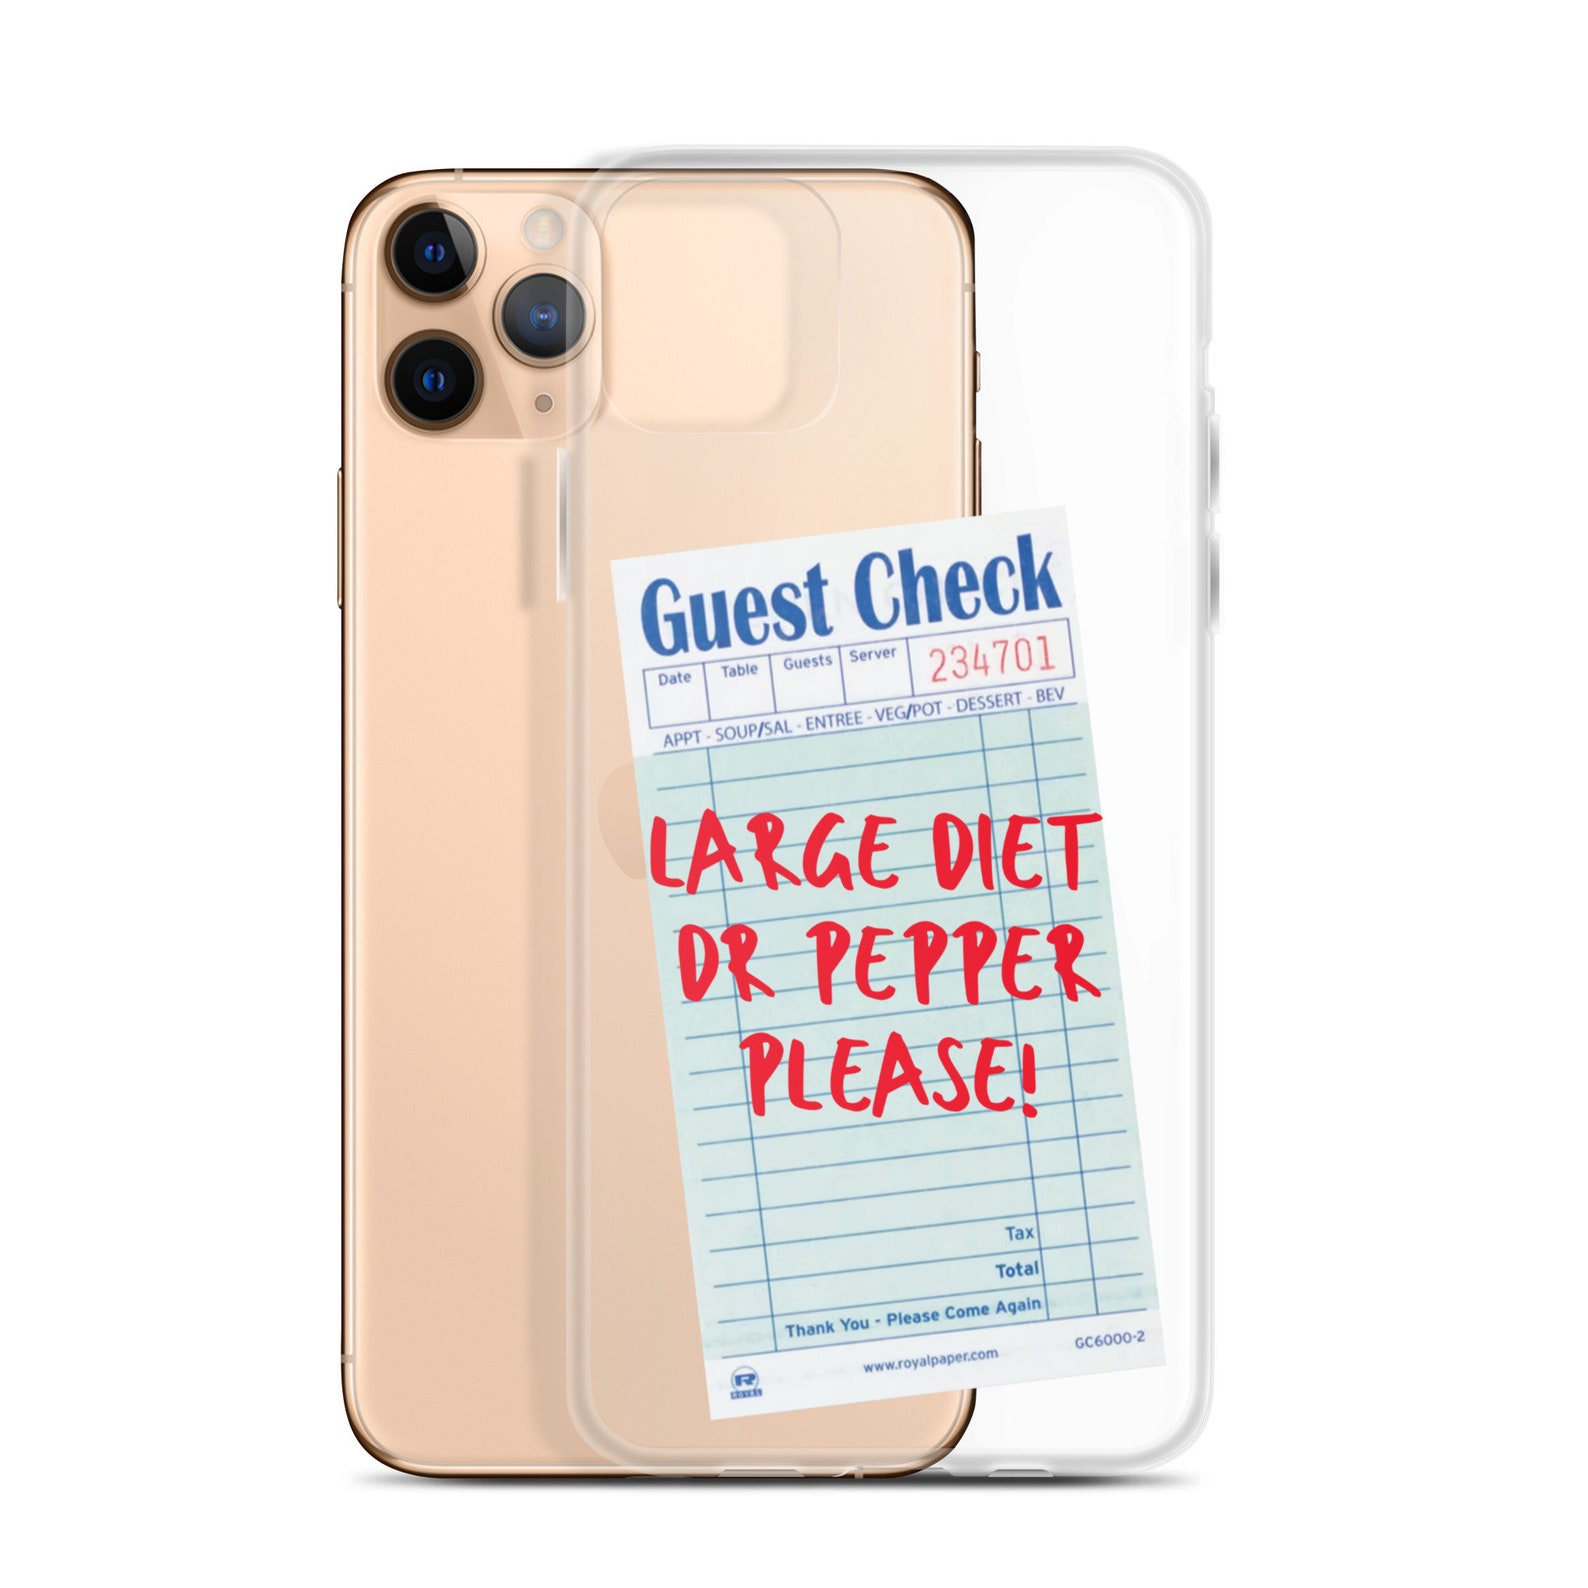 Guest Check
Date Table Guests Server 234701
APPT - SOUP/SAL - ENTREE - VEG/POT - DESSERT - BEV
LARGE DIET
DR PEPPER
PLEASE!
Tax
Total
Thank You - Please Come Again
R
ROYAL
www.royalpaper.com
GC6000-2